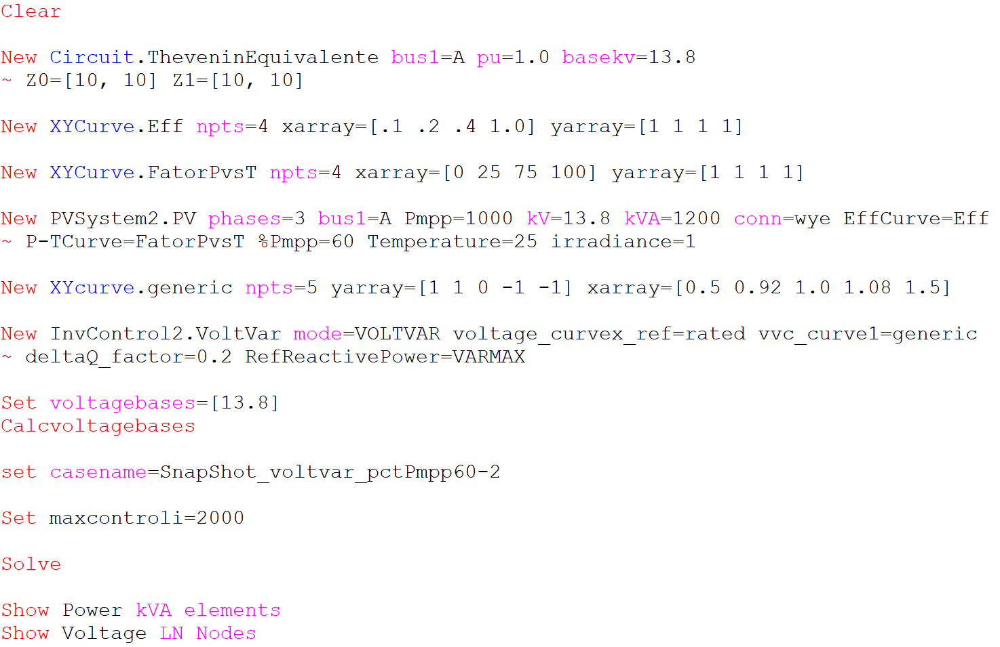 Clear
New Circuit.TheveninEquivalente bus1=A pu=1.0 basekv=13.8
~ Z0=[10, 10] Z1=[10, 10]
New XYCurve.Eff npts=4 xarray=[.1 .2 .4 1.0] yarray=[1 1 1 1]
New XYCurve.FatorPvsT npts=4 xarray=[0 25 75 100] yarray=[1 1 1 1]
New PVSystem2.PV phases=3 bus1=A Pmpp=1000 kV=13.8 kVA=1200 conn=wye EffCurve=Eff
~ P-TCurve=FatorPvsT %Pmpp=60 Temperature=25 irradiance=1
New XYcurve.generic npts=5 yarray=[1 1 0 -1 -1] xarray=[0.5 0.92 1.0 1.08 1.5]
New InvControl2.VoltVar mode=VOLTVAR voltage_curvex_ref=rated vvc_curve1=generic
~ deltaQ_factor=0.2 RefReactivePower=VARMAX
Set voltagebases=[13.8]
Calcvoltagebases
set casename=SnapShot_voltvar_pctPmpp60-2
Set maxcontroli=2000
Solve
Show Power kVA elements
Show Voltage LN Nodes